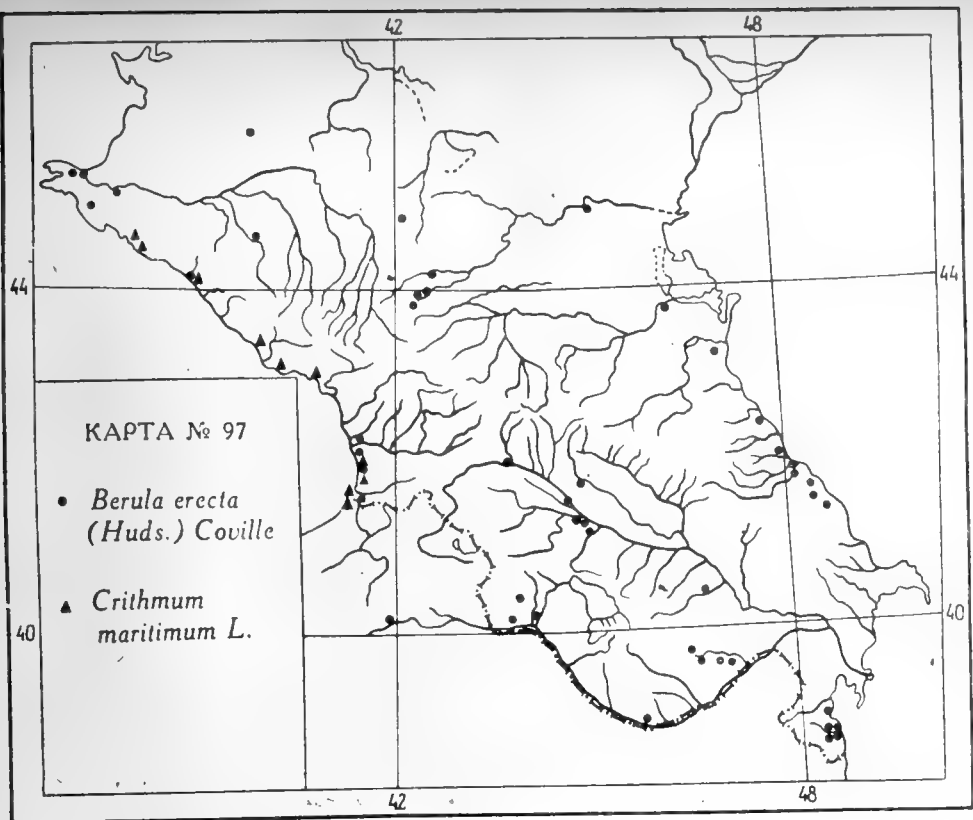 42 48
44 44
КАРТА № 97
Berula erecta
(Huds.) Coville
Crithmum
maritimum L.
40 40
42 48